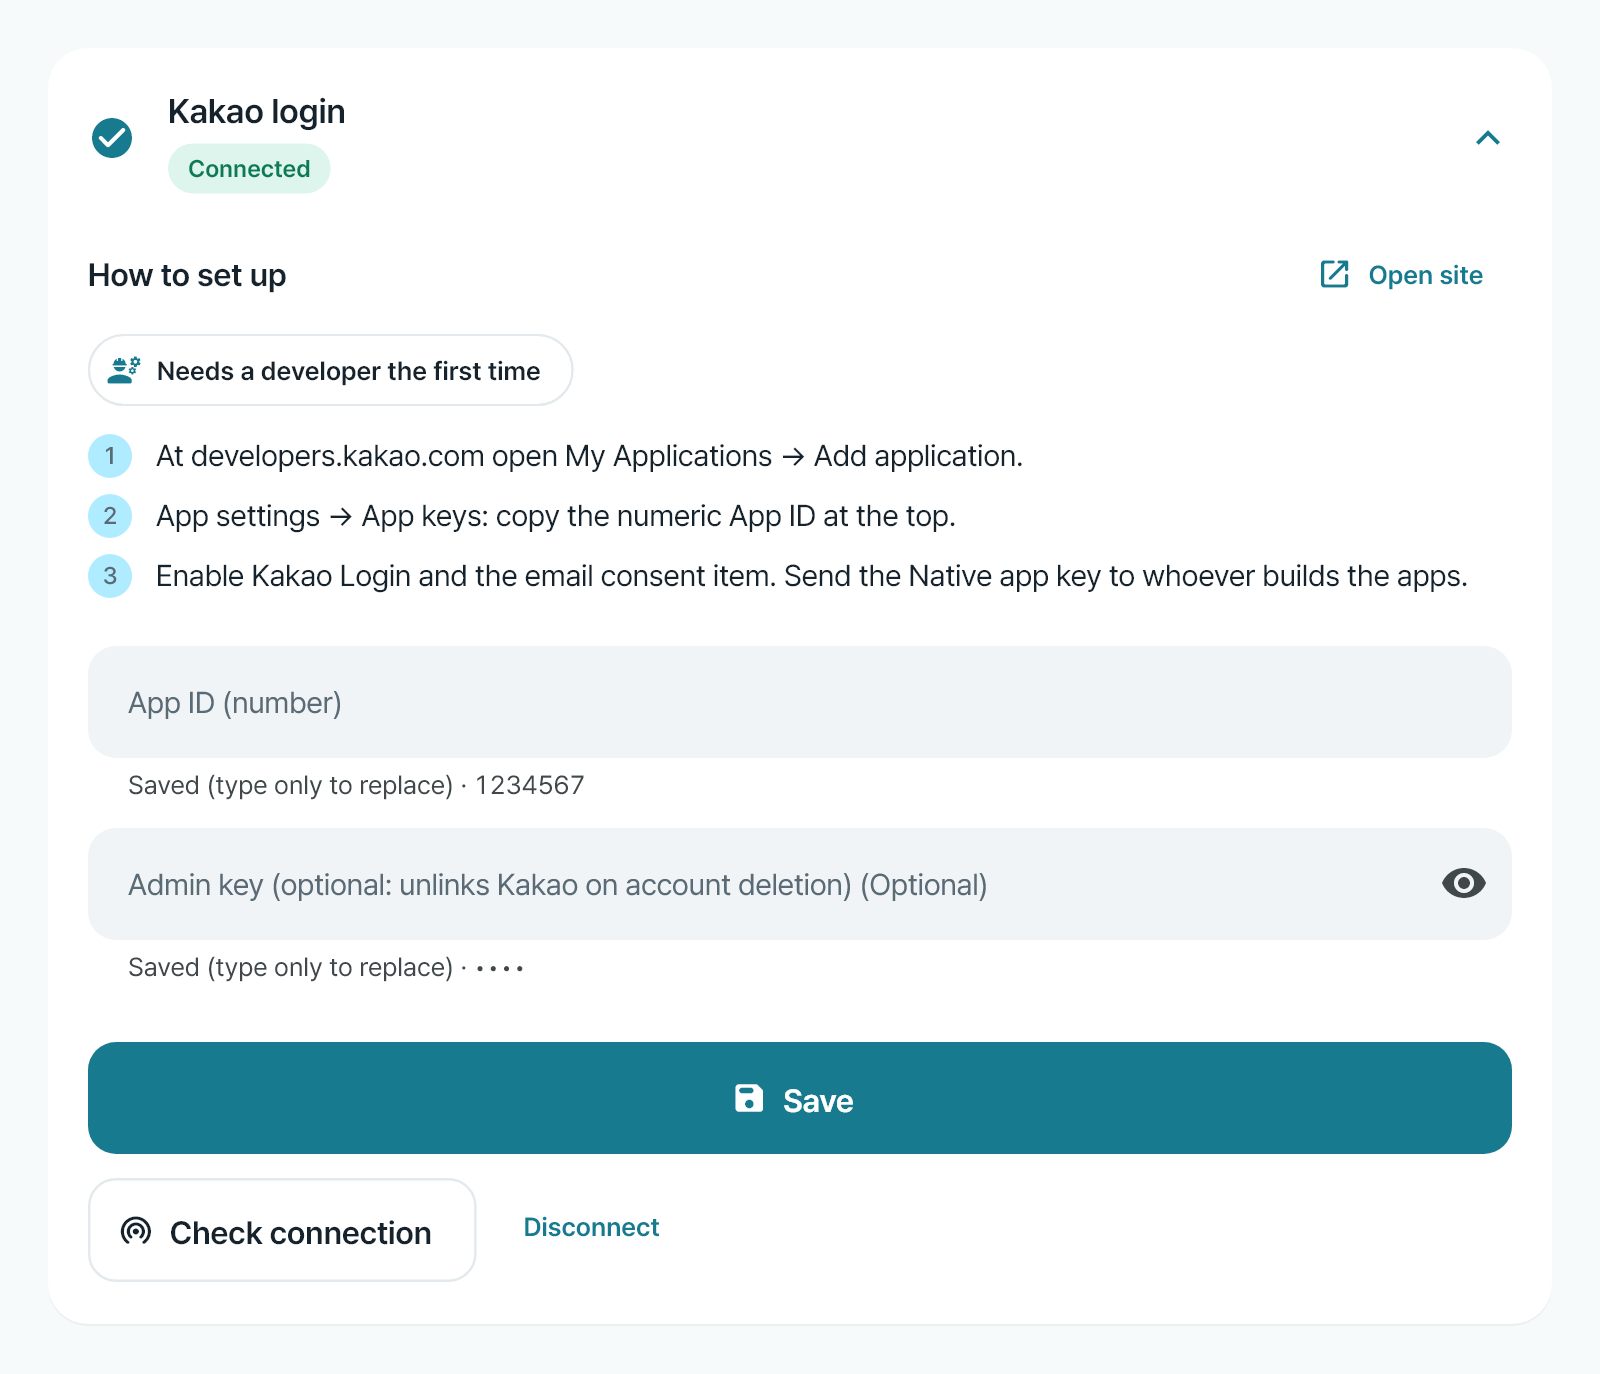 Kakao login
Connected
How to set up
Open site
Needs a developer the first time
1 At developers.kakao.com open My Applications → Add application.
2 App settings → App keys: copy the numeric App ID at the top.
3 Enable Kakao Login and the email consent item. Send the Native app key to whoever builds the apps.
App ID (number)
Saved (type only to replace) · 1234567
Admin key (optional: unlinks Kakao on account deletion) (Optional)
Saved (type only to replace) · ••••
Save
Check connection
Disconnect